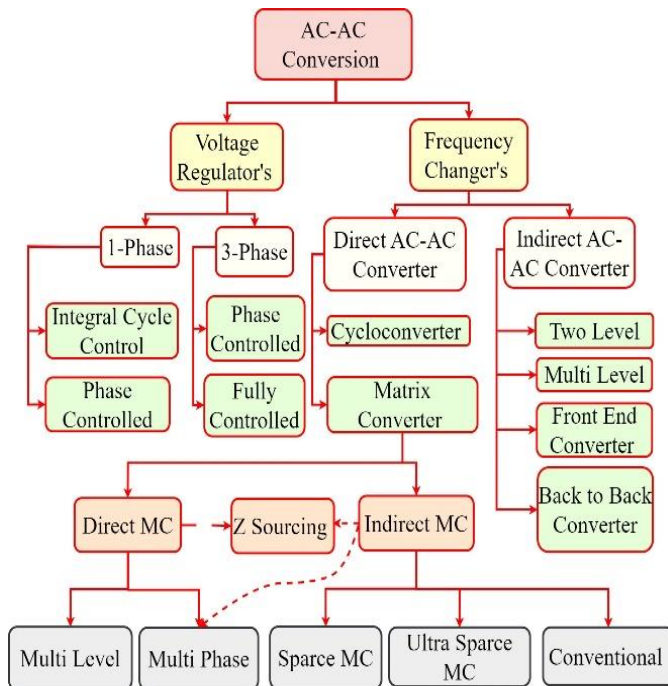 AC-AC
Conversion
Voltage
Regulator's
Frequency
Changer's
1-Phase
3-Phase
Direct AC-AC
Converter
Indirect AC-
AC Converter
Integral Cycle
Control
Phase
Controlled
Phase
Controlled
Fully
Controlled
Cycloconverter
Matrix
Converter
Two Level
Multi Level
Front End
Converter
Back to Back
Converter
Direct MC
Z Sourcing
Indirect MC
Multi Level
Multi Phase
Sparce MC
Ultra Sparce
MC
Conventional